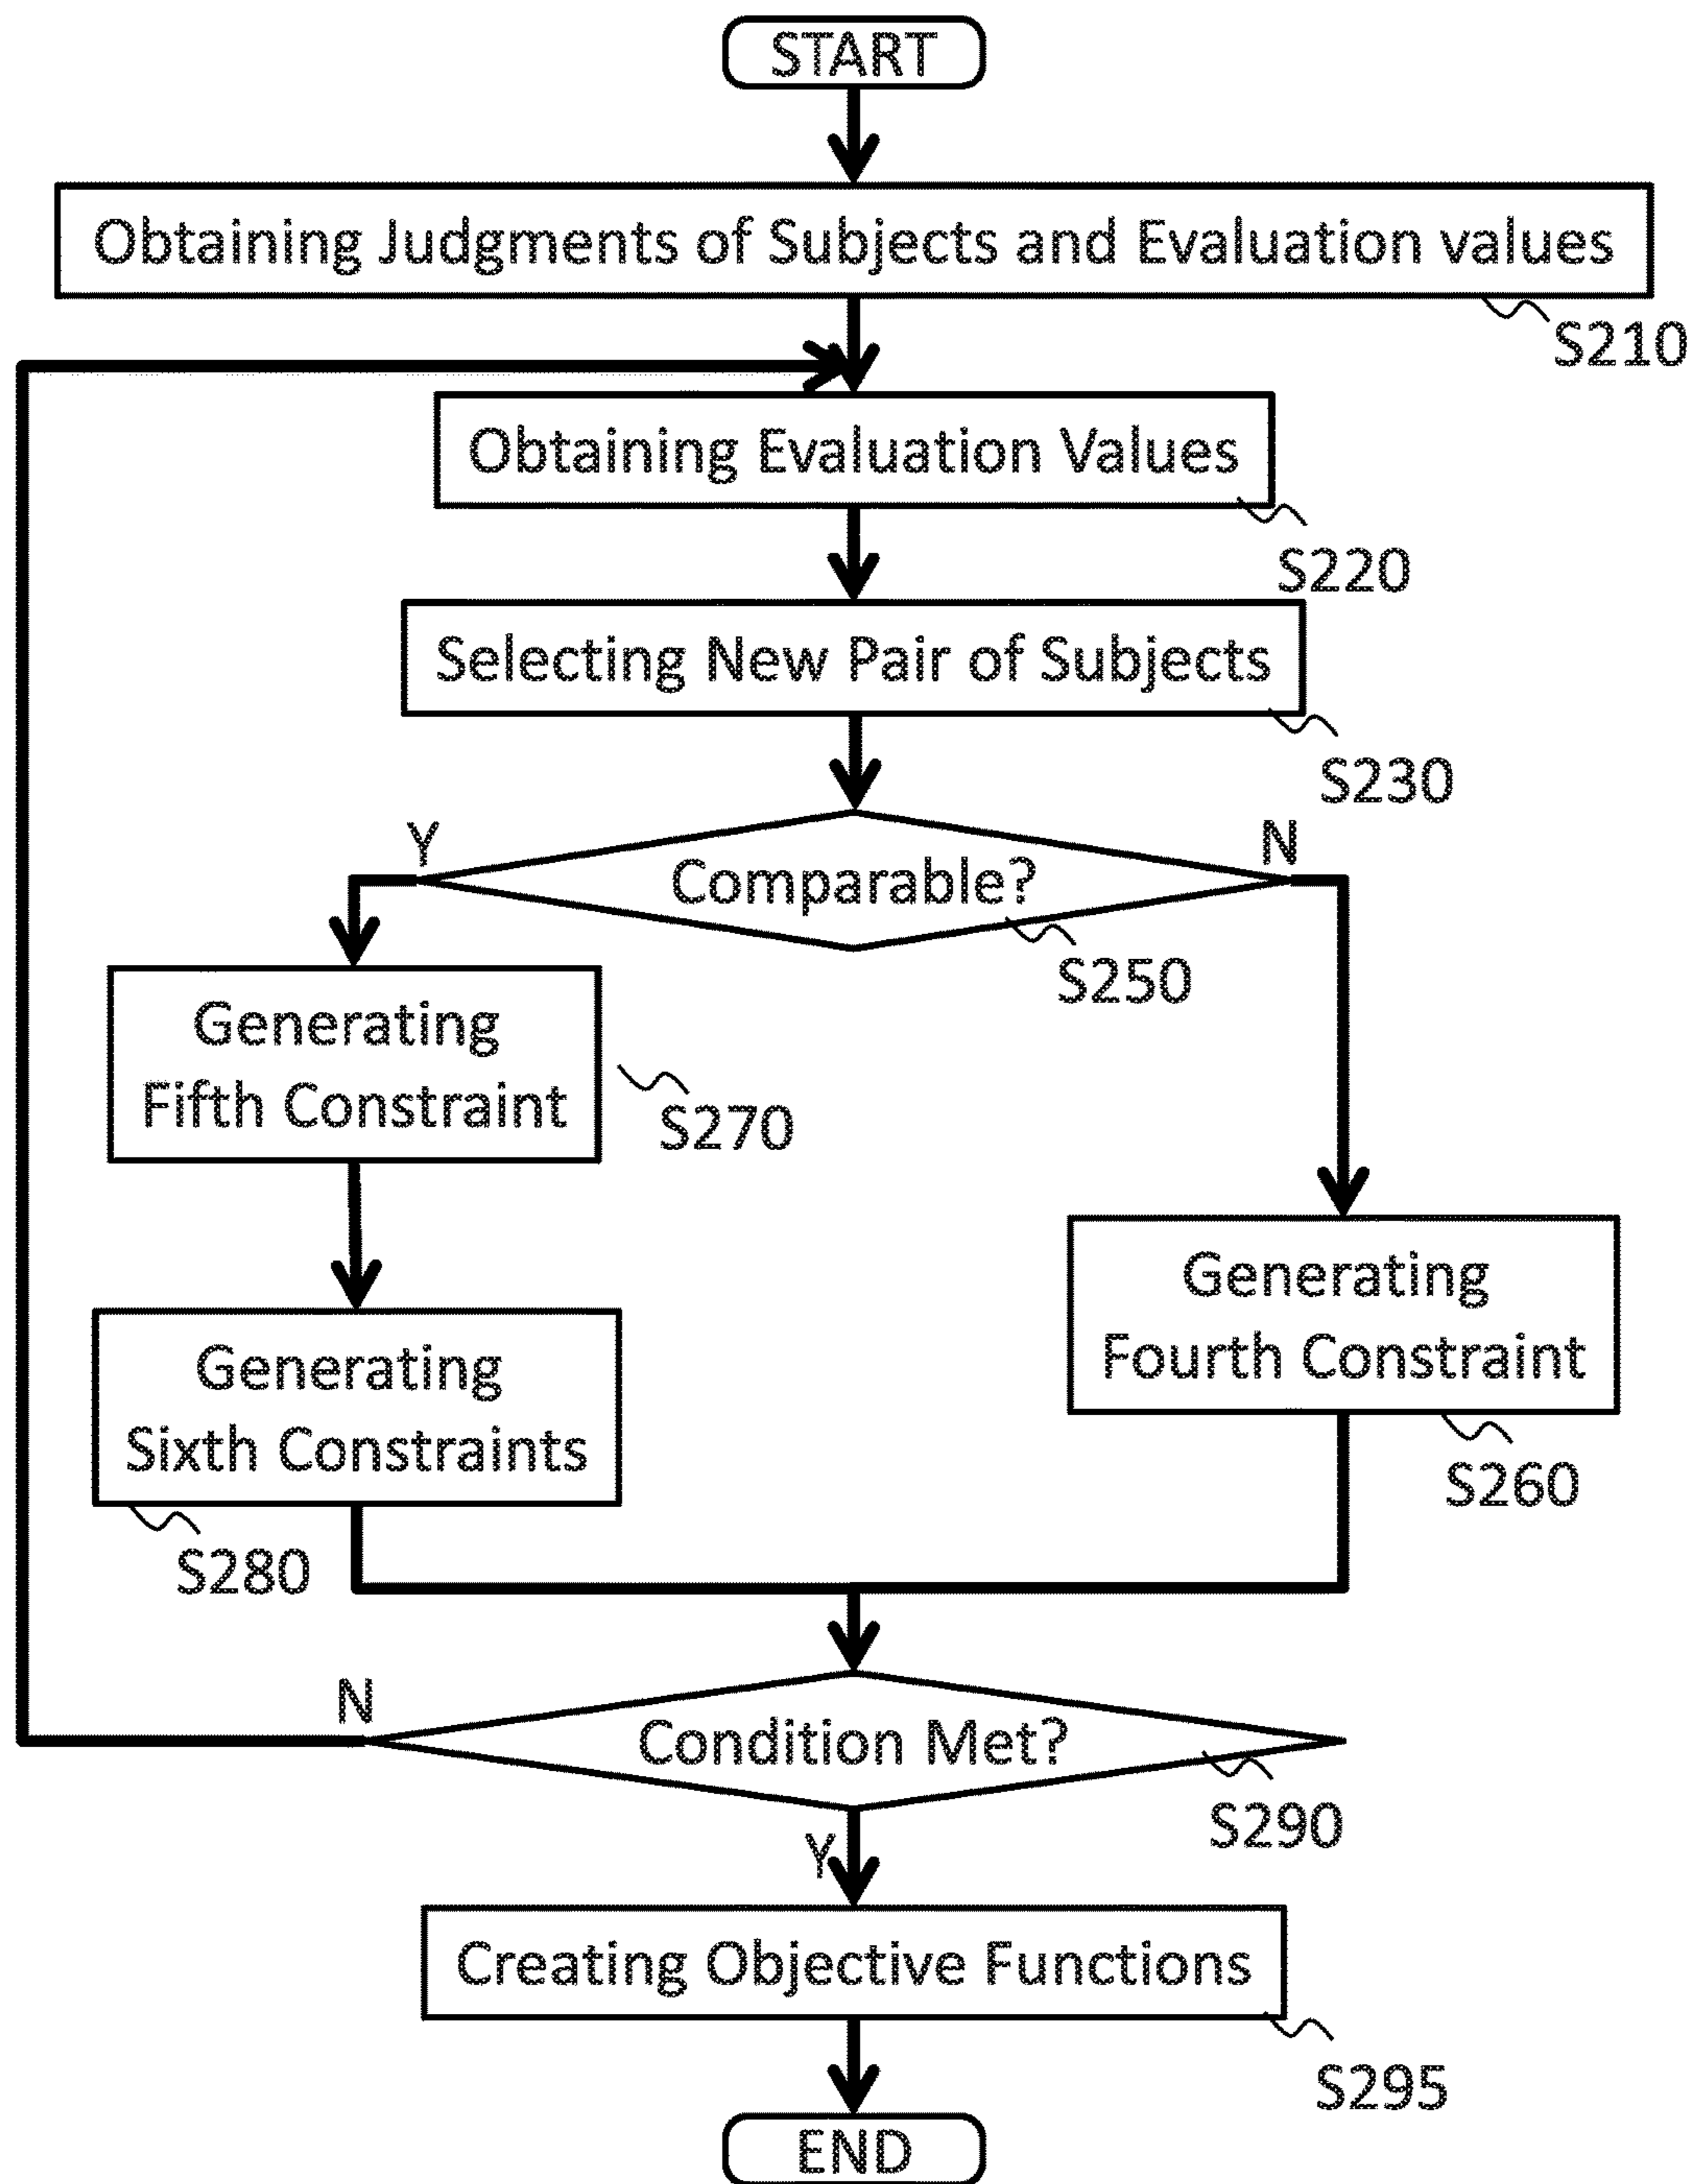 START
Obtaining Judgments of Subjects and Evaluation values
S210
Obtaining Evaluation Values
S220
Selecting New Pair of Subjects
S230
Y
N
Comparable?
S250
Generating
Fifth Constraint
S270
Generating
Fourth Constraint
S260
Generating
Sixth Constraints
S280
N
Condition Met?
S290
Y
Creating Objective Functions
S295
END